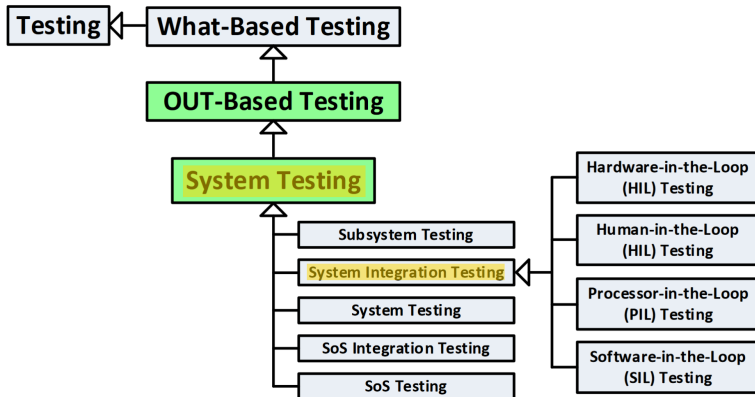 Testing
What-Based Testing
OUT-Based Testing
System Testing
Subsystem Testing
System Integration Testing
System Testing
SoS Integration Testing
SoS Testing
Hardware-in-the-Loop
(HIL) Testing
Human-in-the-Loop
(HIL) Testing
Processor-in-the-Loop
(PIL) Testing
Software-in-the-Loop
(SIL) Testing